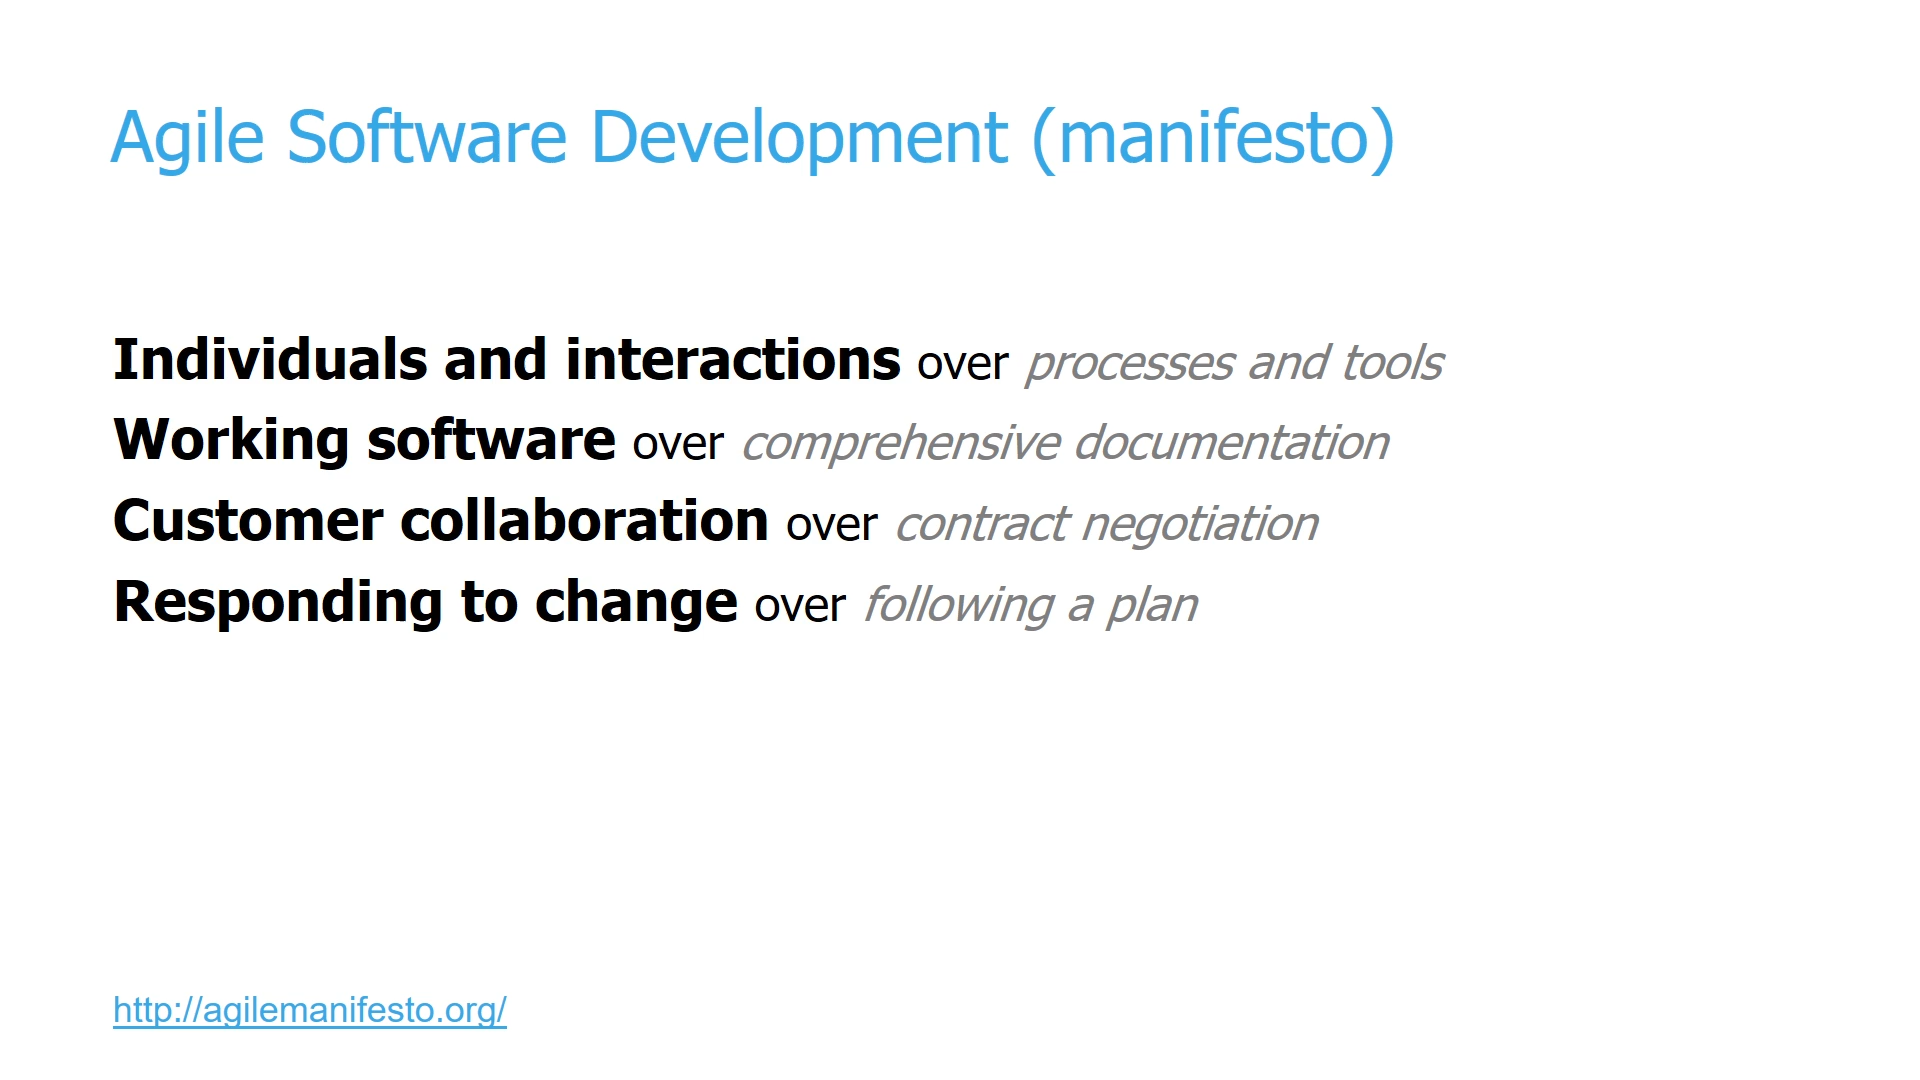 Agile Software Development (manifesto)
Individuals and interactions over processes and tools
Working software over comprehensive documentation
Customer collaboration over contract negotiation
Responding to change over following a plan
http://agilemanifesto.org/